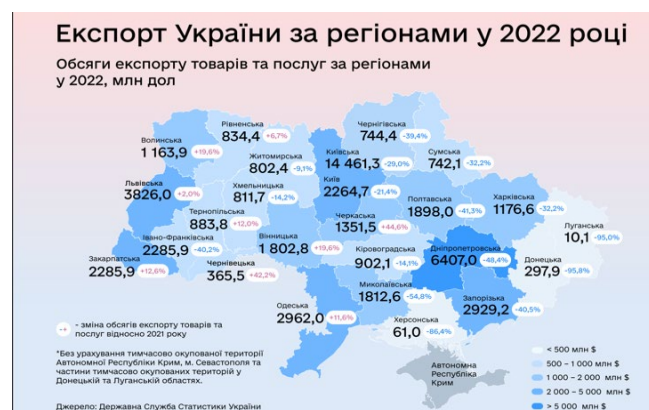 Експорт України за регіонами у 2022 році
Обсяги експорту товарів та послуг за регіонами
у 2022, млн дол
Рівненська
834,4 +6,7%
Чернігівська
744,4 -39,4%
Волинська
1 163,9 +19,6%
Житомирська
802,4 -9,1%
Київська
14 461,3 -29,0%
Сумська
742,1 -32,2%
Львівська
3826,0 +2,0%
Хмельницька
811,7 -14,2%
Київ
2264,7 -21,4%
Полтавська
1898,0 -41,3%
Харківська
1176,6 -32,2%
Тернопільська
883,8 +12,0%
Черкаська
1351,5 +44,6%
Луганська
10,1 -95,0%
Івано-Франківська
2285,9 -40,2%
Вінницька
1 802,8 +19,6%
Кіровоградська
902,1 -14,1%
Дніпропетровська
6407,0 -48,4%
Донецька
297,9 -95,8%
Закарпатська
2285,9 +12,6%
Чернівецька
365,5 +42,2%
Миколаївська
1812,6 -54,8%
Запорізька
2929,2 -40,5%
Одеська
2962,0 +11,6%
Херсонська
61,0 -86,4%
- зміна обсягів експорту товарів та
послуг відносно 2021 року
*Без урахування тимчасово окупованої території
Автономної Республіки Крим, м. Севастополя та
частини тимчасово окупованих територій у
Донецькій та Луганській областях.
Автономна
Республіка
Крим
< 500 млн $
500 – 1 000 млн $
1 000 – 2 000 млн $
2 000 – 5 000 млн $
> 5 000 млн $
Джерело: Державна Служба Статистики України